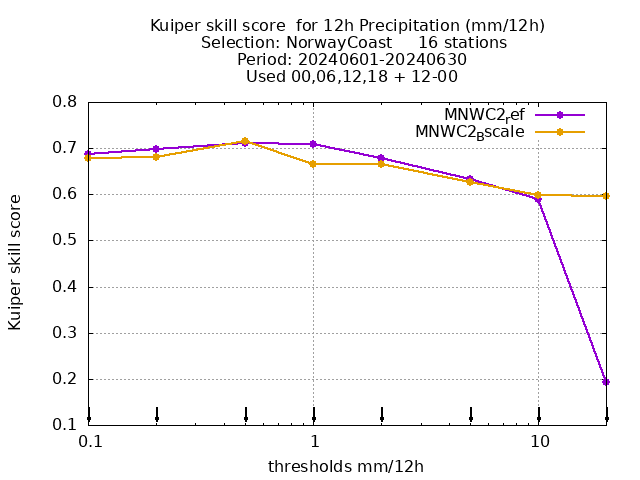 Kuiper skill score  for 12h Precipitation (mm/12h)
Selection: NorwayCoast     16 stations
Period: 20240601-20240630
Used 00,06,12,18 + 12-00
MNWC2ref
MNWC2Bscale
0.8
0.7
0.6
0.5
0.4
0.3
0.2
0.1
Kuiper skill score
0.1 1 10
thresholds mm/12h